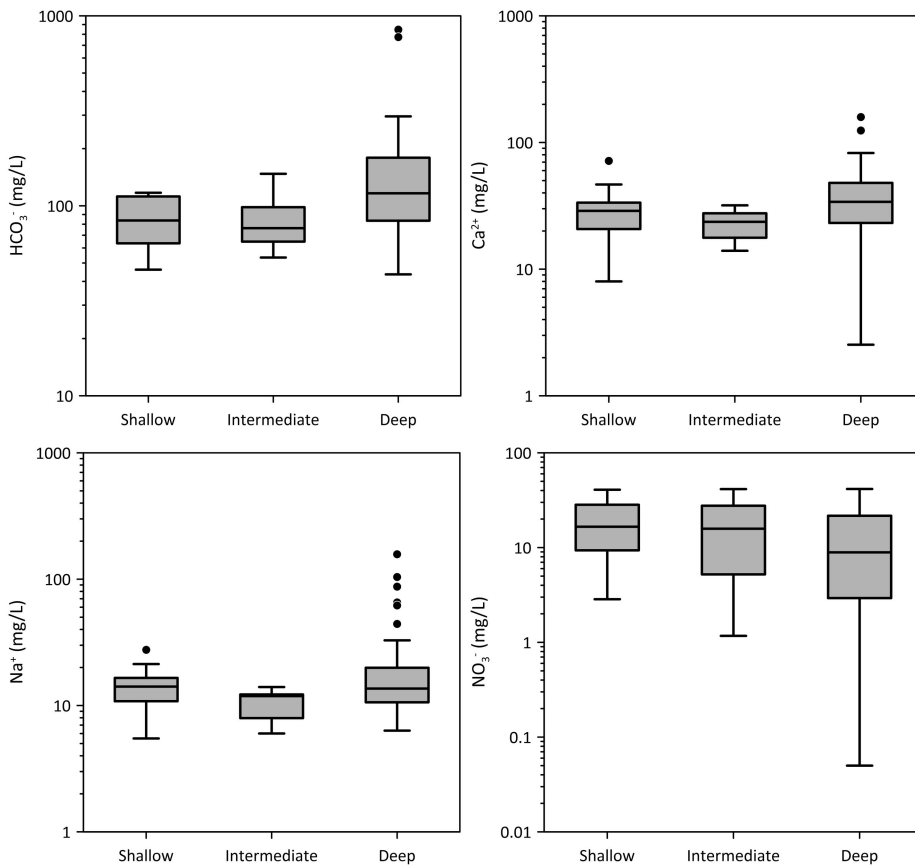 1000
100
10
HCO₃⁻ (mg/L)
Shallow Intermediate Deep
1000
100
10
1
Ca²⁺ (mg/L)
Shallow Intermediate Deep
1000
100
10
1
Na⁺ (mg/L)
Shallow Intermediate Deep
100
10
1
0.1
0.01
NO₃⁻ (mg/L)
Shallow Intermediate Deep